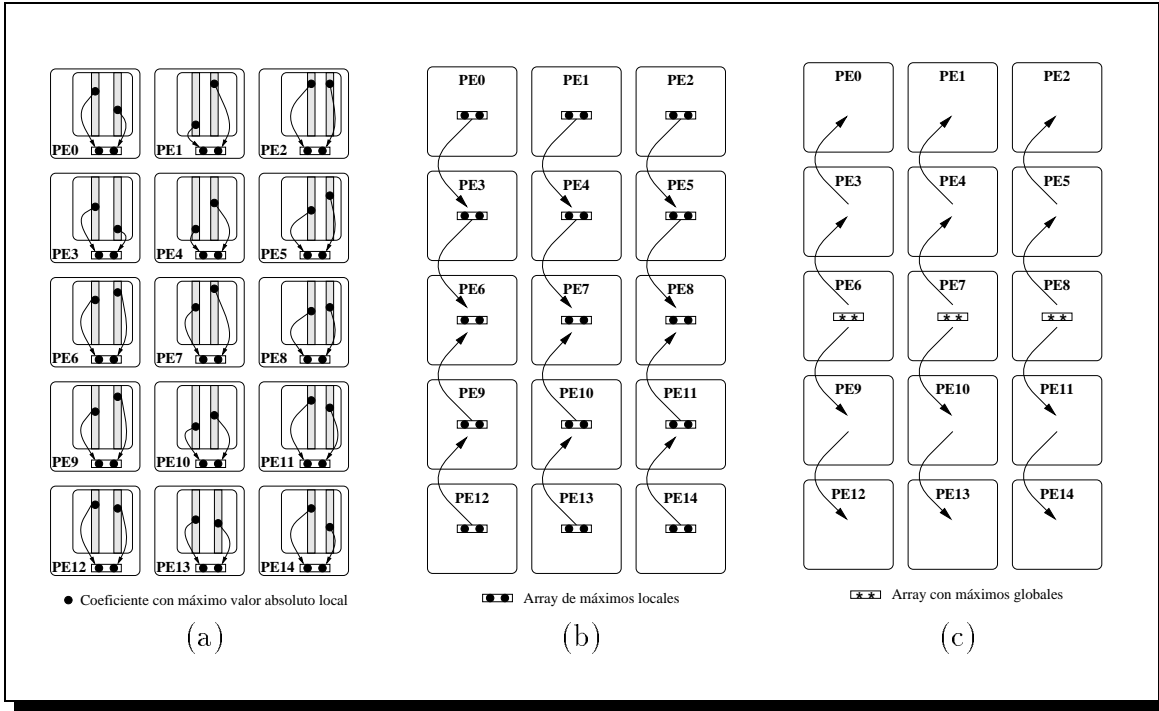 PE0 PE1 PE2
PE3 PE4 PE5
PE6 PE7 PE8
PE9 PE10 PE11
PE12 PE13 PE14
Coeficiente con máximo valor absoluto local
(a)
PE0 PE1 PE2
PE3 PE4 PE5
PE6 PE7 PE8
PE9 PE10 PE11
PE12 PE13 PE14
Array de máximos locales
(b)
PE0 PE1 PE2
PE3 PE4 PE5
PE6 PE7 PE8
* * * * * *
PE9 PE10 PE11
PE12 PE13 PE14
* * Array con máximos globales
(c)